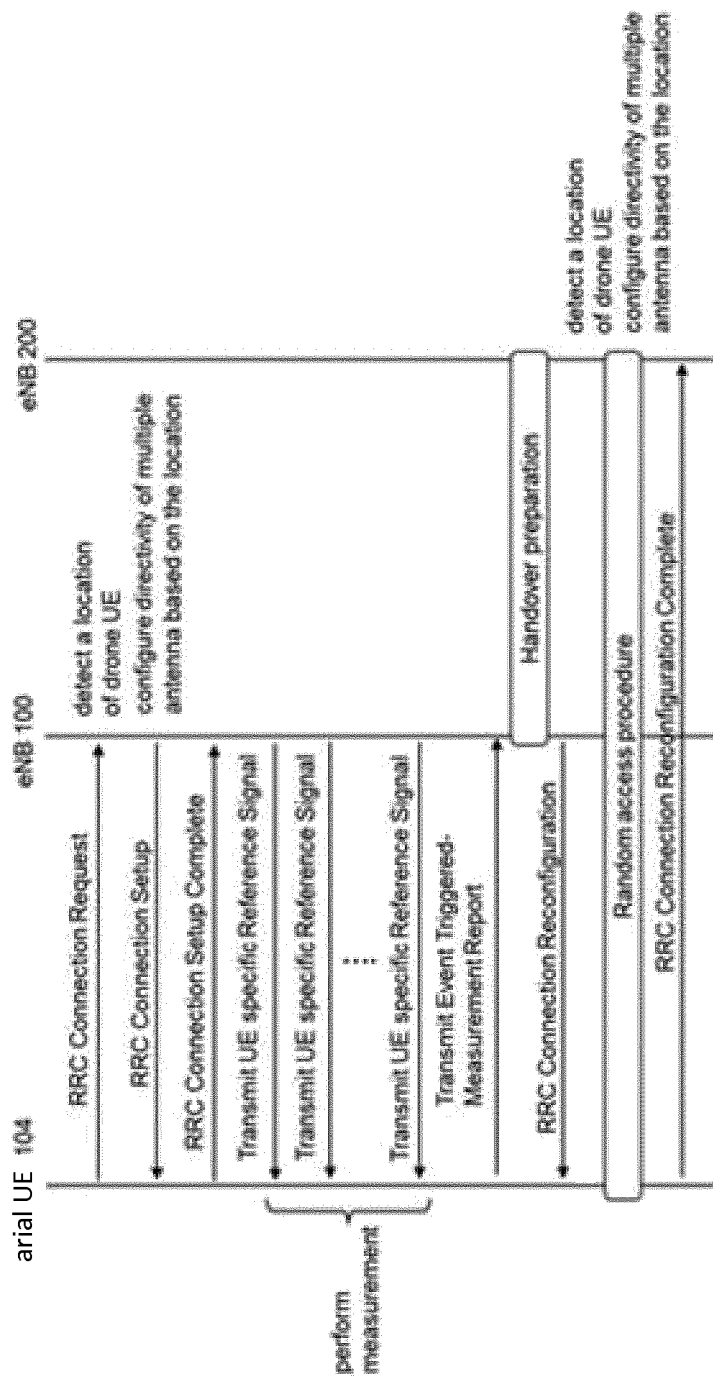 arial UE 104
eNB 100
eNB 200
RRC Connection Request
detect a location
of drone UE
configure directivity of multiple
antenna based on the location
RRC Connection Setup
RRC Connection Setup Complete
Transmit UE specific Reference Signal
Transmit UE specific Reference Signal
perform
measurement
Transmit UE specific Reference Signal
Transmit Event Triggered-
Measurement Report
Handover preparation
RRC Connection Reconfiguration
detect a location
of drone UE
configure directivity of multiple
antenna based on the location
Random access procedure
RRC Connection Reconfiguration Complete